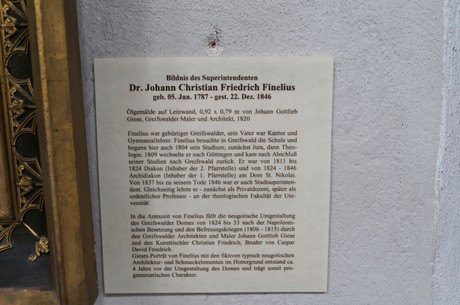 Bildnis des Superintendenten
Dr. Johann Christian Friedrich Finelius
geb. 05. Jan. 1787 - gest. 22. Dez. 1846
Ölgemälde auf Leinwand, 0,92 x 0,79 m von Johann Gottlieb
Giese, Greifswalder Maler und Architekt, 1820
Finelius war gebürtiger Greifswalder, sein Vater war Kantor und
Gymnasiallehrer. Finelius besuchte in Greifswald die Schule und
begann hier auch 1804 sein Studium; zunächst Jura, dann Theo-
logie. 1809 wechselte er nach Göttingen und kam nach Abschluß
seiner Studien nach Greifswald zurück. Er war von 1811 bis
1824 Diakon (Inhaber der 2. Pfarrstelle) und von 1824 - 1846
Archidiakon (Inhaber der 1. Pfarrstelle) am Dom St. Nikolai.
Von 1837 bis zu seinem Tode 1846 war er auch Stadtsuperinten-
dent. Gleichzeitig lehrte er - zunächst als Privatdozent, später als
ordentlicher Professor - an der theologischen Fakultät der Uni-
versität.
In die Amtszeit von Finelius fällt die neugotische Umgestaltung
des Greifswalder Domes von 1824 bis 33 nach der Napoleoni-
schen Besetzung und den Befreiungskriegen (1806 - 1815) durch
den Greifswalder Architekten und Maler Johann Gottlieb Giese
und den Kunsttischler Christian Friedrich, Bruder von Caspar
David Friedrich.
Dieses Porträt von Finelius mit den fiktiven typisch neugotischen
Architektur- und Schmuckelementen im Hintergrund entstand ca.
4 Jahre vor der Umgestaltung des Domes und trägt somit pro-
grammatischen Charakter.